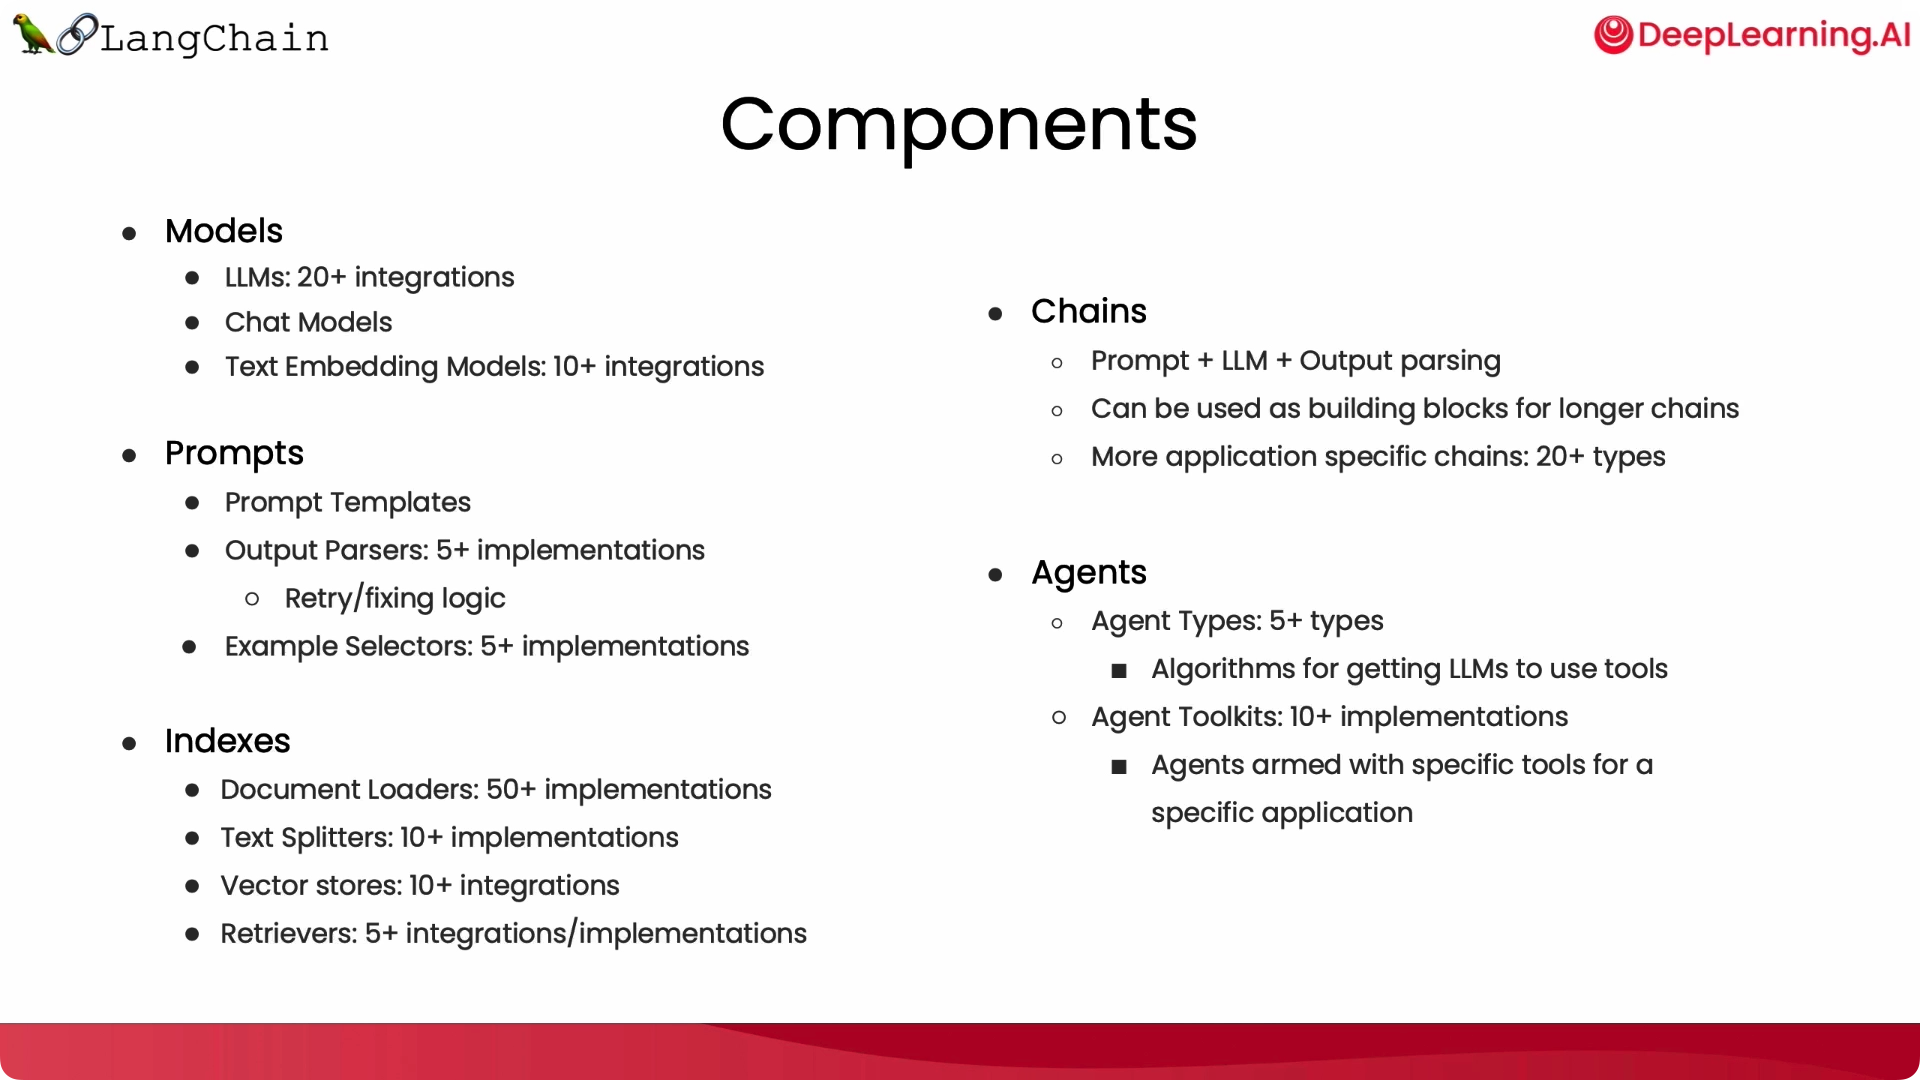 LangChain
DeepLearning.AI
Components
Models
LLMs: 20+ integrations
Chat Models
Text Embedding Models: 10+ integrations
Prompts
Prompt Templates
Output Parsers: 5+ implementations
Retry/fixing logic
Example Selectors: 5+ implementations
Indexes
Document Loaders: 50+ implementations
Text Splitters: 10+ implementations
Vector stores: 10+ integrations
Retrievers: 5+ integrations/implementations
Chains
Prompt + LLM + Output parsing
Can be used as building blocks for longer chains
More application specific chains: 20+ types
Agents
Agent Types: 5+ types
Algorithms for getting LLMs to use tools
Agent Toolkits: 10+ implementations
Agents armed with specific tools for a
specific application